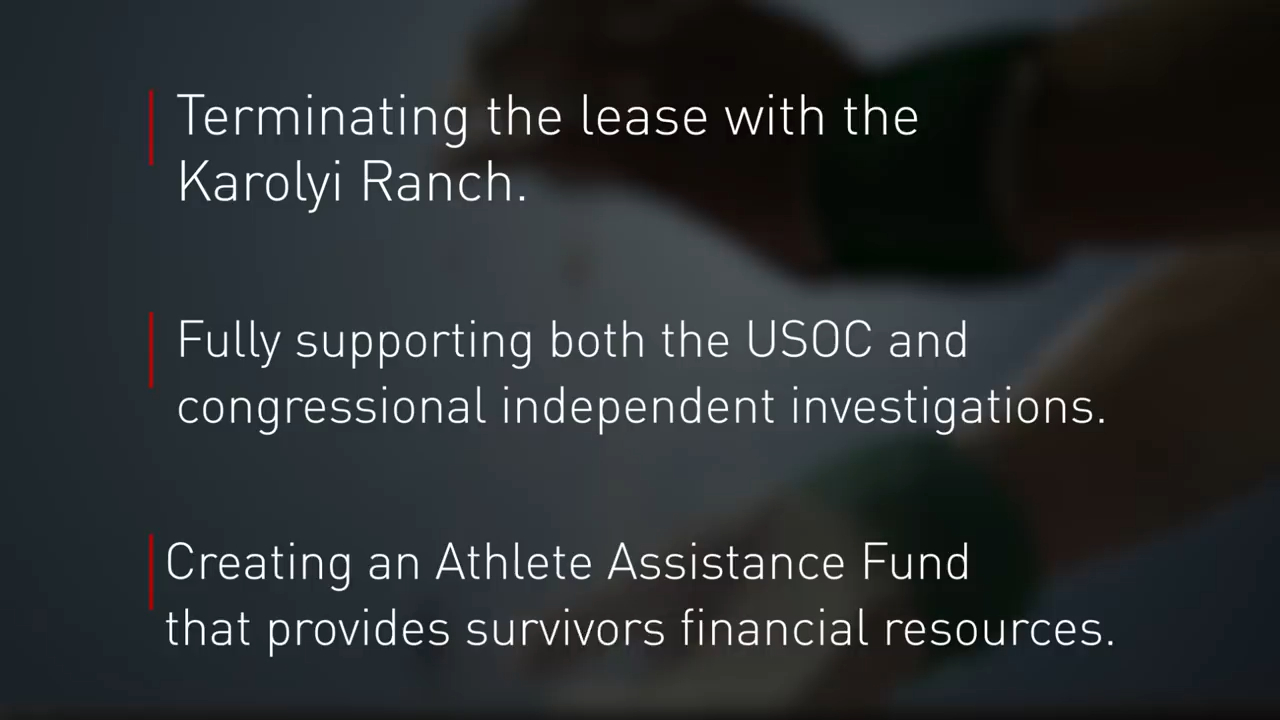 Terminating the lease with the
Karolyi Ranch.
Fully supporting both the USOC and
congressional independent investigations.
Creating an Athlete Assistance Fund
that provides survivors financial resources.